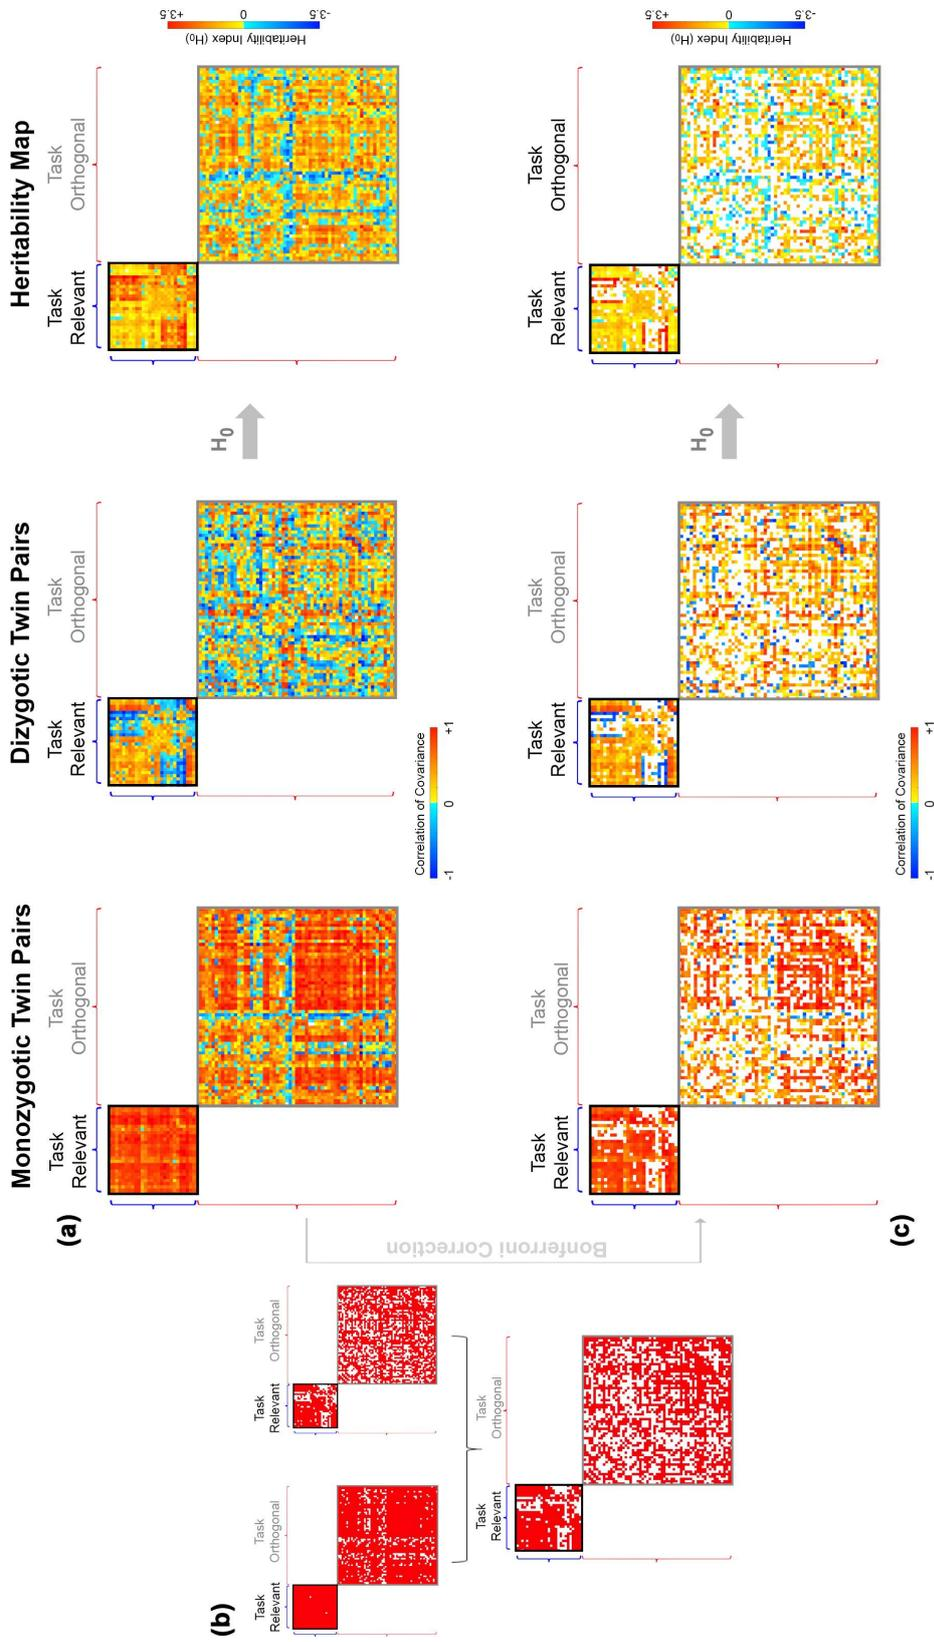 (a)
Monozygotic Twin Pairs
Dizygotic Twin Pairs
Heritability Map
Task
Relevant
Task
Orthogonal
Task
Relevant
Task
Orthogonal
Task
Relevant
Task
Orthogonal
H0
Correlation of Covariance
-1
0
+1
Heritability Index (H0)
+3.5
0
-3.5
(b)
Task
Relevant
Task
Orthogonal
Task
Relevant
Task
Orthogonal
Task
Relevant
Task
Orthogonal
Bonferroni Correction
(c)
Task
Relevant
Task
Orthogonal
Task
Relevant
Task
Orthogonal
Task
Relevant
Task
Orthogonal
H0
Correlation of Covariance
-1
0
+1
Heritability Index (H0)
+3.5
0
-3.5